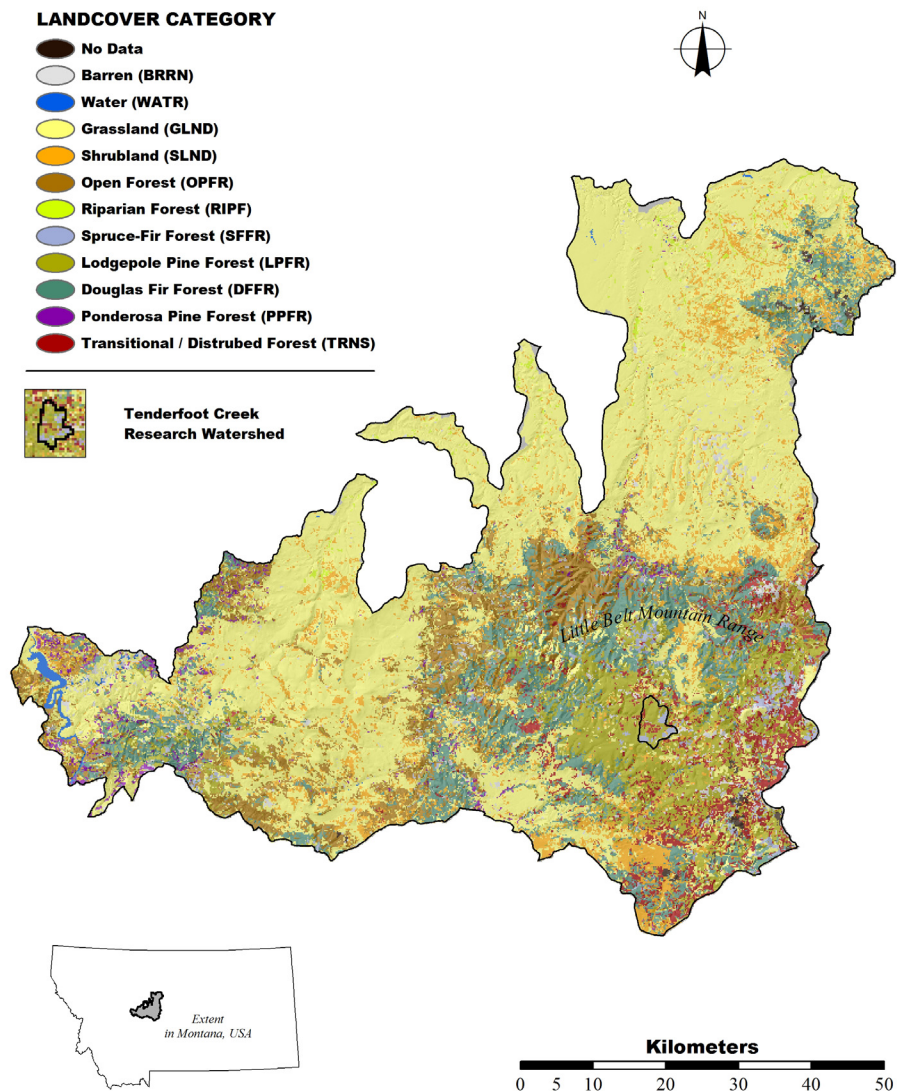 LANDCOVER CATEGORY
N
No Data
Barren (BRRN)
Water (WATR)
Grassland (GLND)
Shrubland (SLND)
Open Forest (OPFR)
Riparian Forest (RIPF)
Spruce-Fir Forest (SFFR)
Lodgepole Pine Forest (LPFR)
Douglas Fir Forest (DFFR)
Ponderosa Pine Forest (PPFR)
Transitional / Distrubed Forest (TRNS)
Tenderfoot Creek
Research Watershed
Little Belt Mountain Range
Extent
in Montana, USA
Kilometers
0 5 10 20 30 40 50